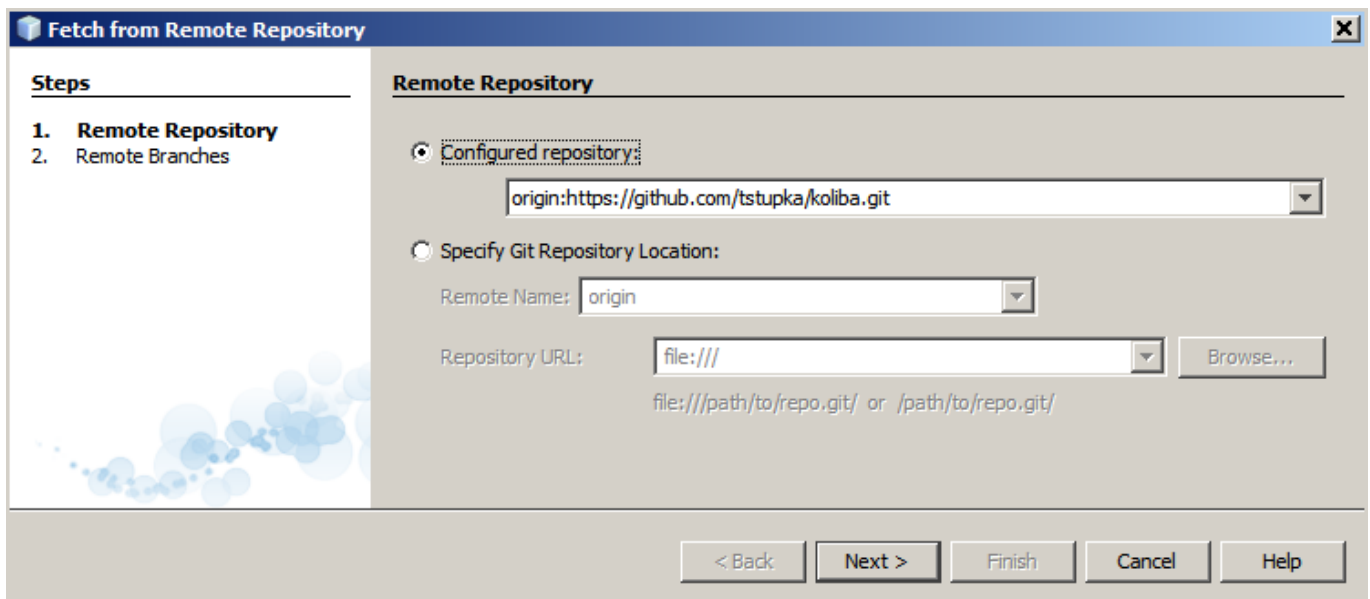 Fetch from Remote Repository
Steps
1. Remote Repository
2. Remote Branches
Remote Repository
Configured repository:
origin:https://github.com/tstupka/koliba.git
Specify Git Repository Location:
Remote Name: origin
Repository URL: file:/// Browse...
file:///path/to/repo.git/ or /path/to/repo.git/
< Back Next > Finish Cancel Help